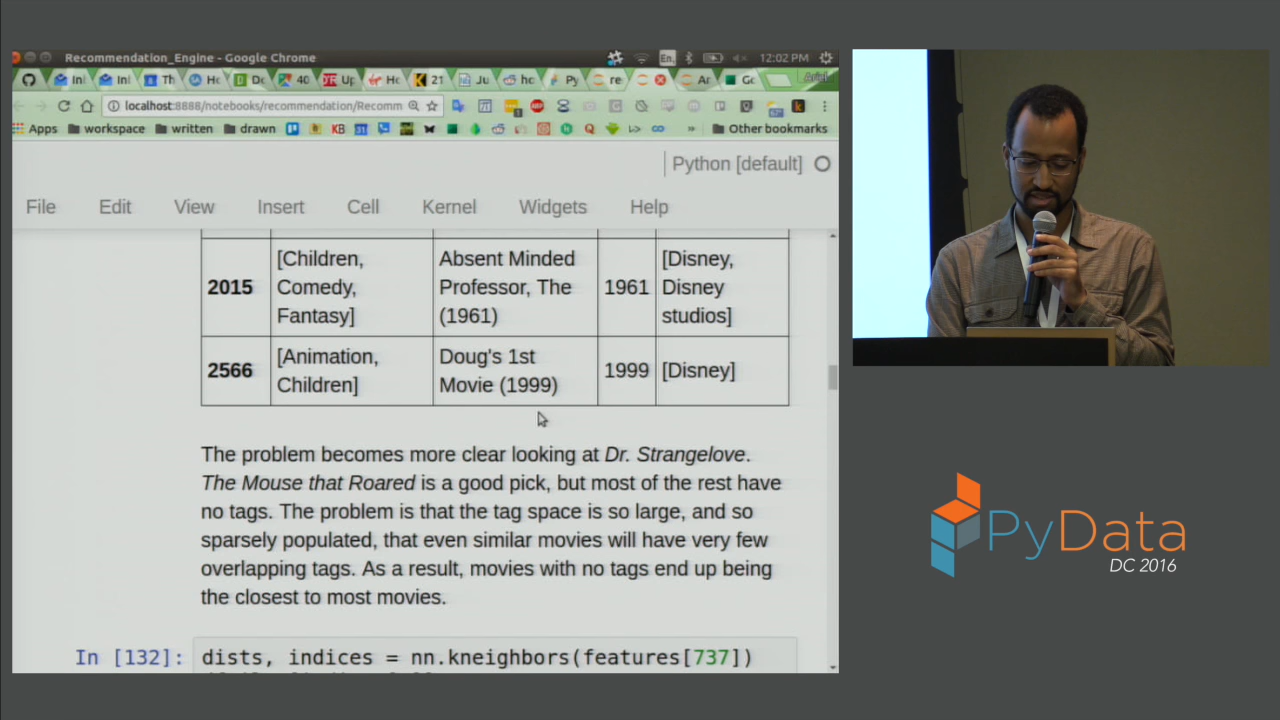 Recommendation_Engine - Google Chrome
En
12:02 PM
Ariel
localhost:8888/notebooks/recommendation/Recomm
Apps workspace written drawn KB Other bookmarks
Python [default]
File Edit View Insert Cell Kernel Widgets Help
2015
[Children, Comedy, Fantasy]
Absent Minded Professor, The (1961)
1961
[Disney, Disney studios]
2566
[Animation, Children]
Doug's 1st Movie (1999)
1999
[Disney]
The problem becomes more clear looking at Dr. Strangelove.
The Mouse that Roared is a good pick, but most of the rest have
no tags. The problem is that the tag space is so large, and so
sparsely populated, that even similar movies will have very few
overlapping tags. As a result, movies with no tags end up being
the closest to most movies.
In [132]: dists, indices = nn.kneighbors(features[737])
PyData
DC 2016